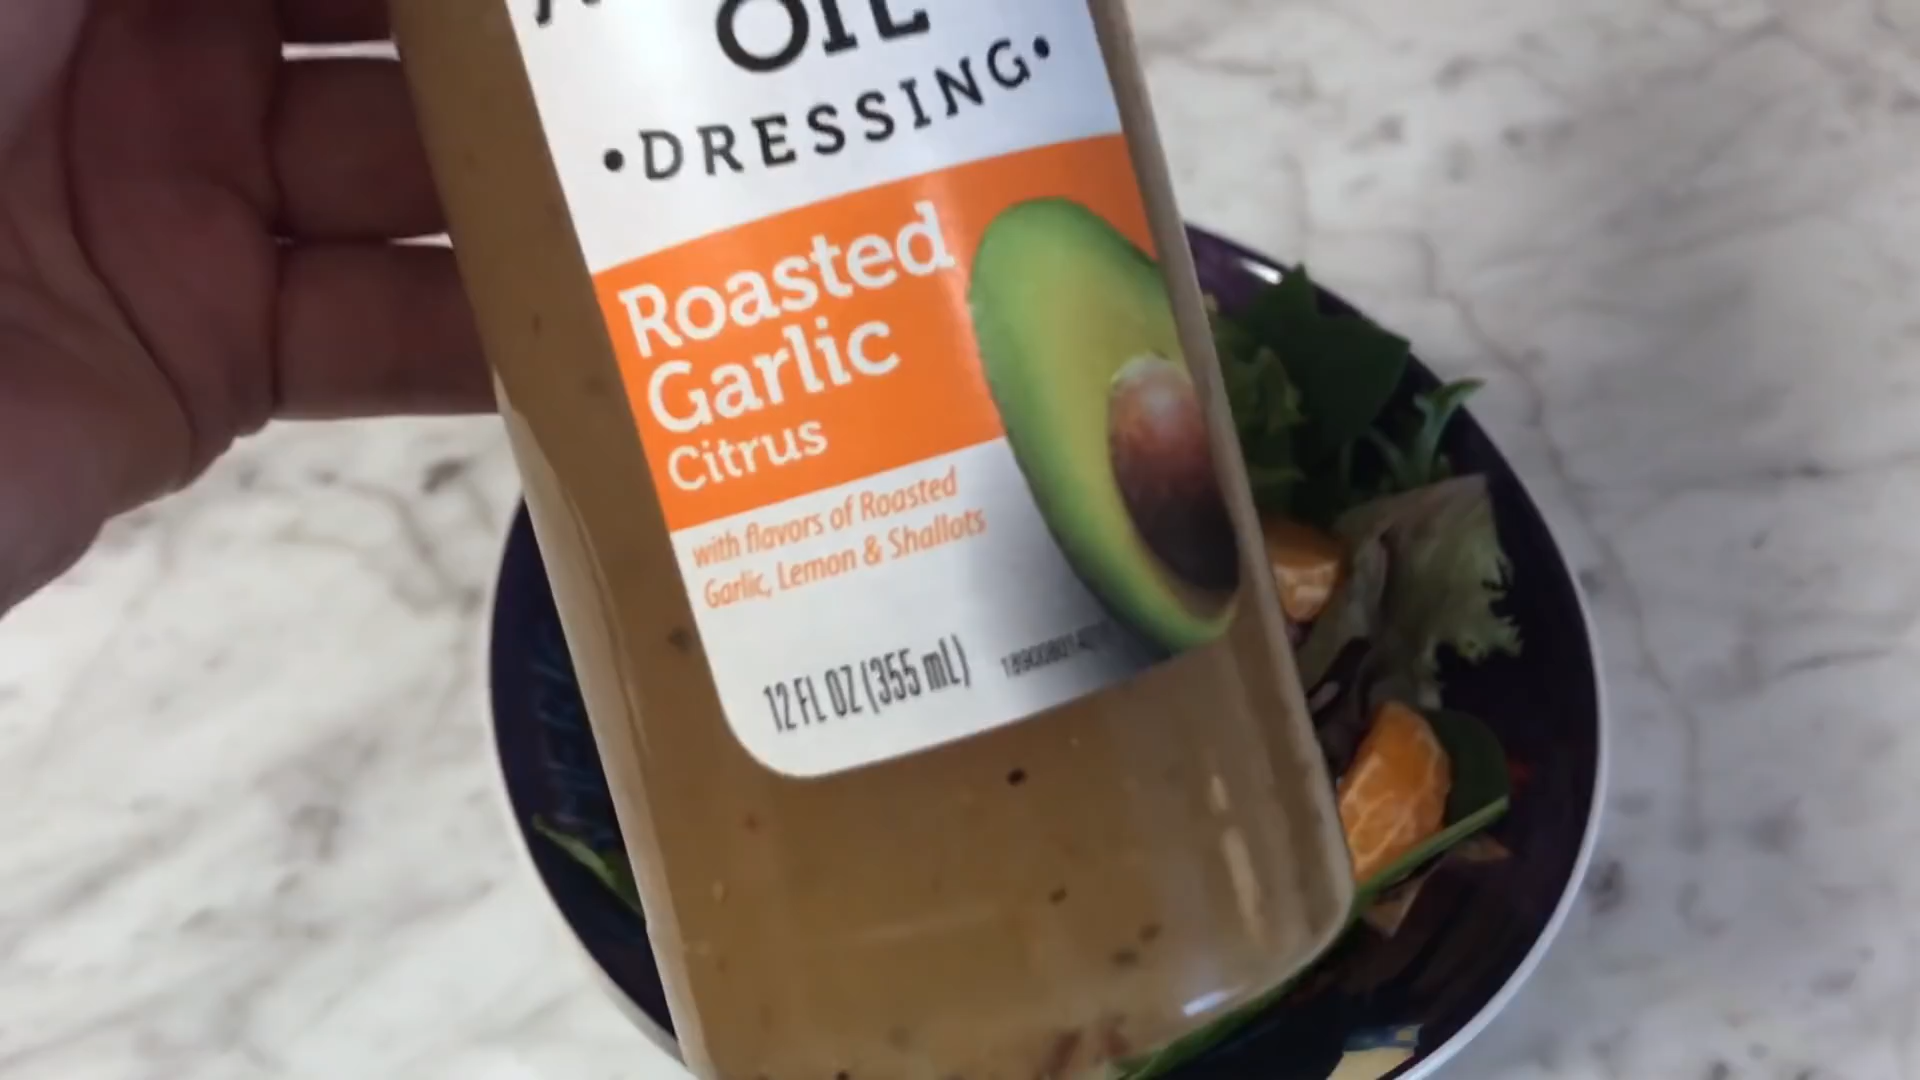 OIL
•DRESSING•
Roasted
Garlic
Citrus
with flavors of Roasted
Garlic, Lemon & Shallots
12 FL OZ (355 mL)